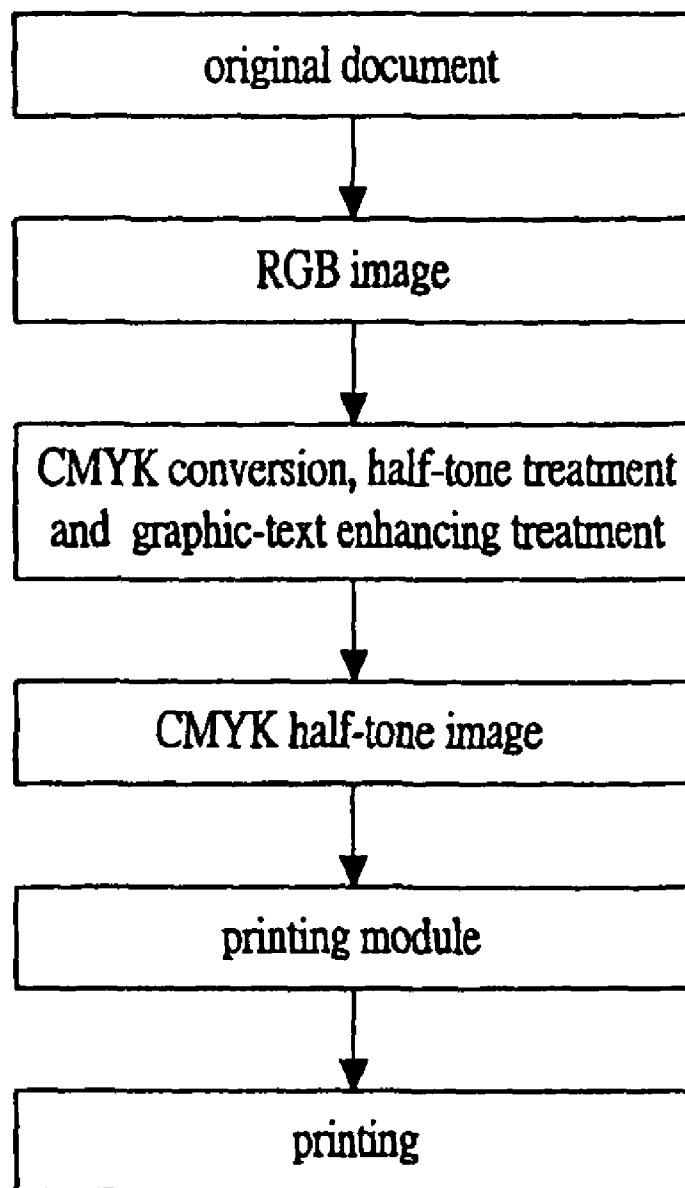 original document
RGB image
CMYK conversion, half-tone treatment
and graphic-text enhancing treatment
CMYK half-tone image
printing module
printing